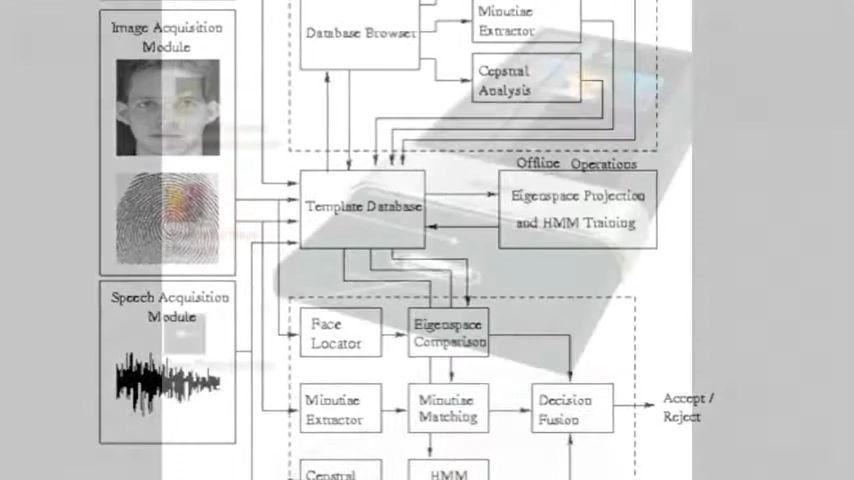 Image Acquisition
Module
Speech Acquisition
Module
Database Browser
Minutiae
Extractor
Cepstral
Analysis
Offline Operations
Template Database
Eigenspace Projection
and HMM Training
Face
Locator
Eigenspace
Comparison
Minutiae
Extractor
Minutiae
Matching
Decision
Fusion
Accept /
Reject
Cepstral
HMM